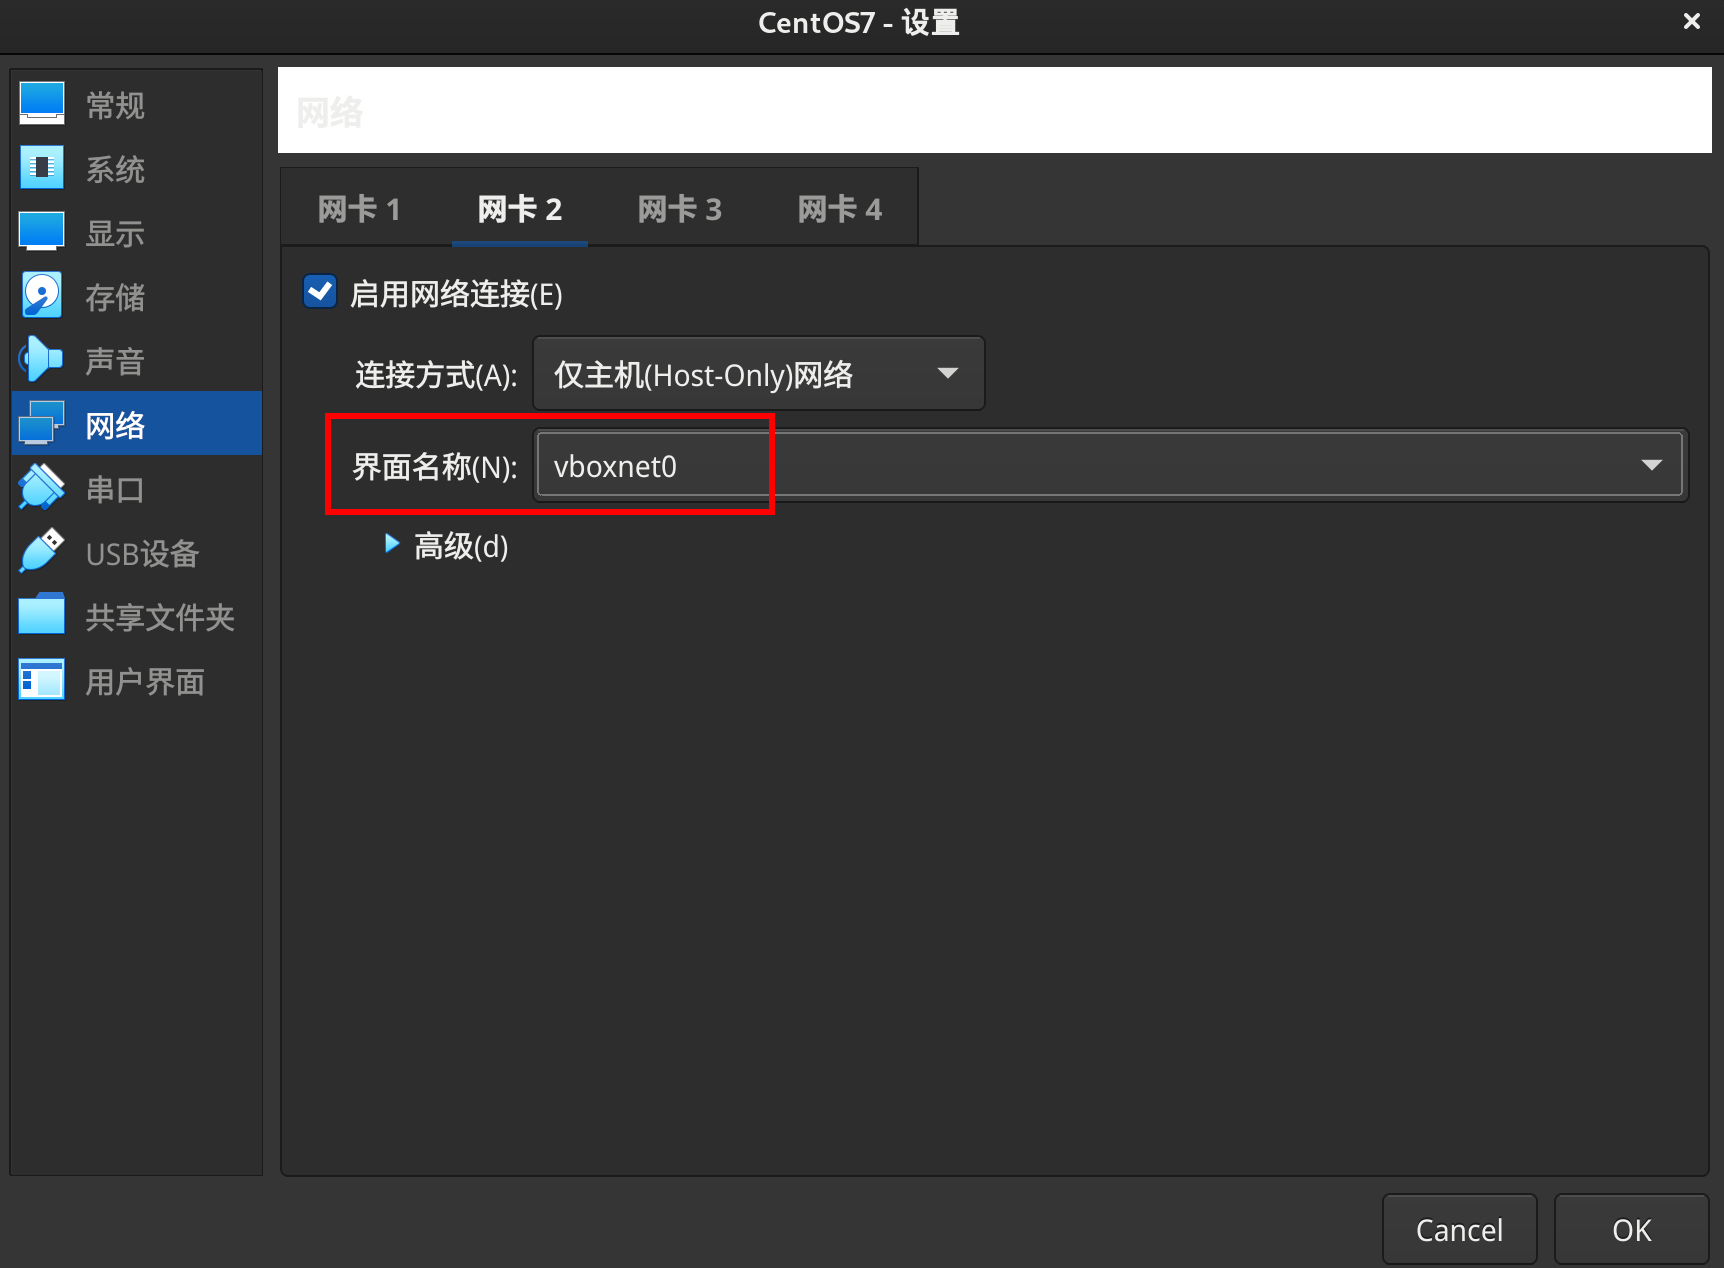 CentOS7 - 设置
常规
系统
显示
存储
声音
网络
串口
USB设备
共享文件夹
用户界面
网络
网卡 1 网卡 2 网卡 3 网卡 4
启用网络连接(E)
连接方式(A): 仅主机(Host-Only)网络
界面名称(N): vboxnet0
高级(d)
Cancel OK